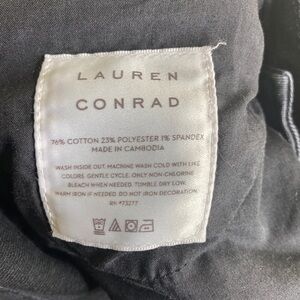 LAUREN
CONRAD
76% COTTON 23% POLYESTER 1% SPANDEX
MADE IN CAMBODIA
WASH INSIDE OUT. MACHINE WASH COLD WITH LIKE
COLORS. GENTLE CYCLE. ONLY NON-CHLORINE
BLEACH WHEN NEEDED. TUMBLE DRY LOW.
WARM IRON IF NEEDED. DO NOT IRON DECORATION.
RN #73277